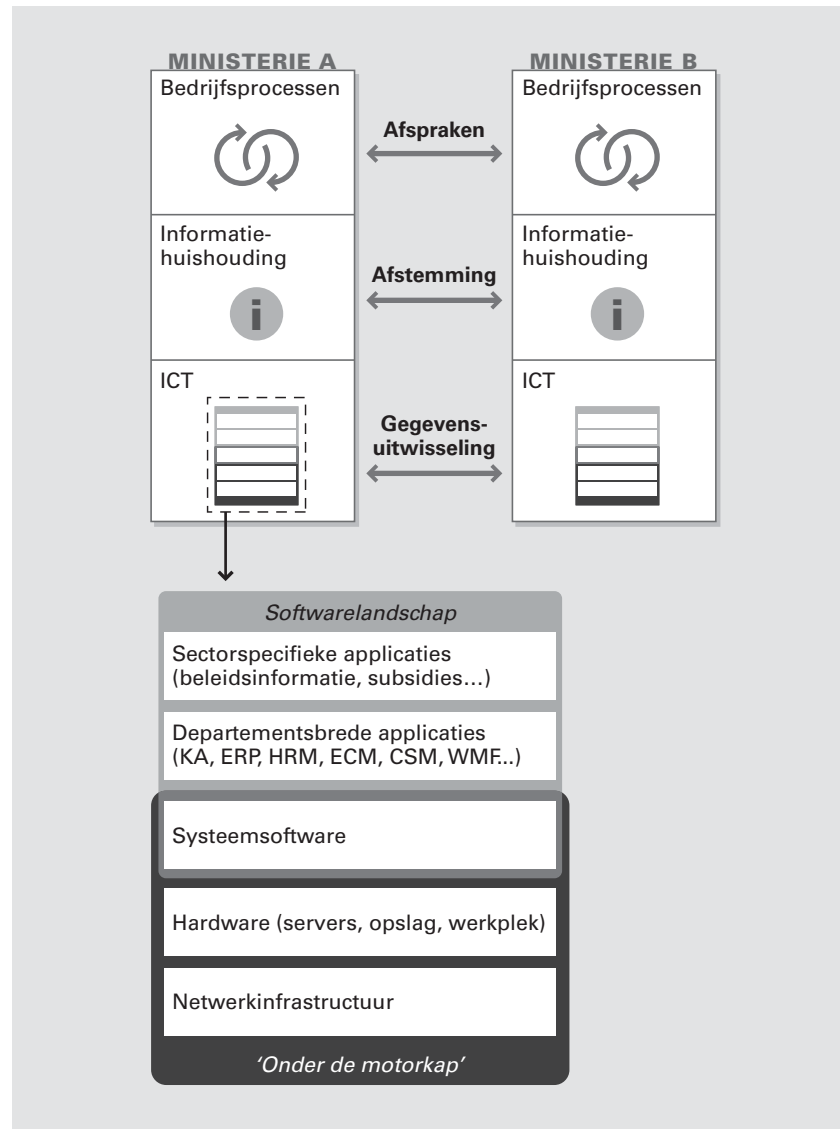 MINISTERIE A
MINISTERIE B
Bedrijfsprocessen
Bedrijfsprocessen
Afspraken
Informatie-
huishouding
Informatie-
huishouding
i
i
Afstemming
ICT
ICT
Gegevens-
uitwisseling
Softwarelandschap
Sectorspecifieke applicaties
(beleidsinformatie, subsidies…)
Departementsbrede applicaties
(KA, ERP, HRM, ECM, CSM, WMF...)
Systeemsoftware
Hardware (servers, opslag, werkplek)
Netwerkinfrastructuur
‘Onder de motorkap’